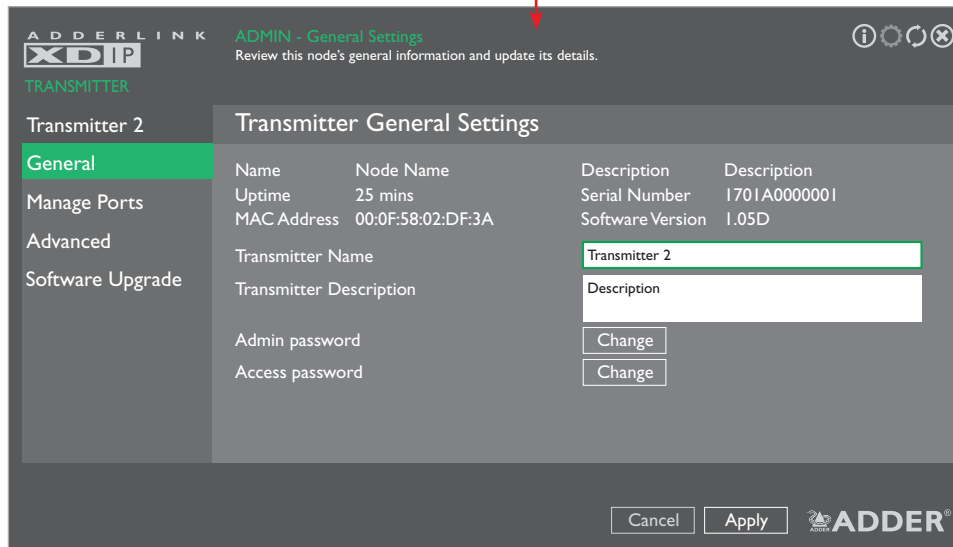 ADDERLINK
XDIP
TRANSMITTER
ADMIN - General Settings
Review this node's general information and update its details.
Transmitter 2
General
Manage Ports
Advanced
Software Upgrade
Transmitter General Settings
Name Node Name Description Description
Uptime 25 mins Serial Number 1701A0000001
MAC Address 00:0F:58:02:DF:3A Software Version 1.05D
Transmitter Name Transmitter 2
Transmitter Description Description
Admin password Change
Access password Change
Cancel Apply
ADDER ADDER®